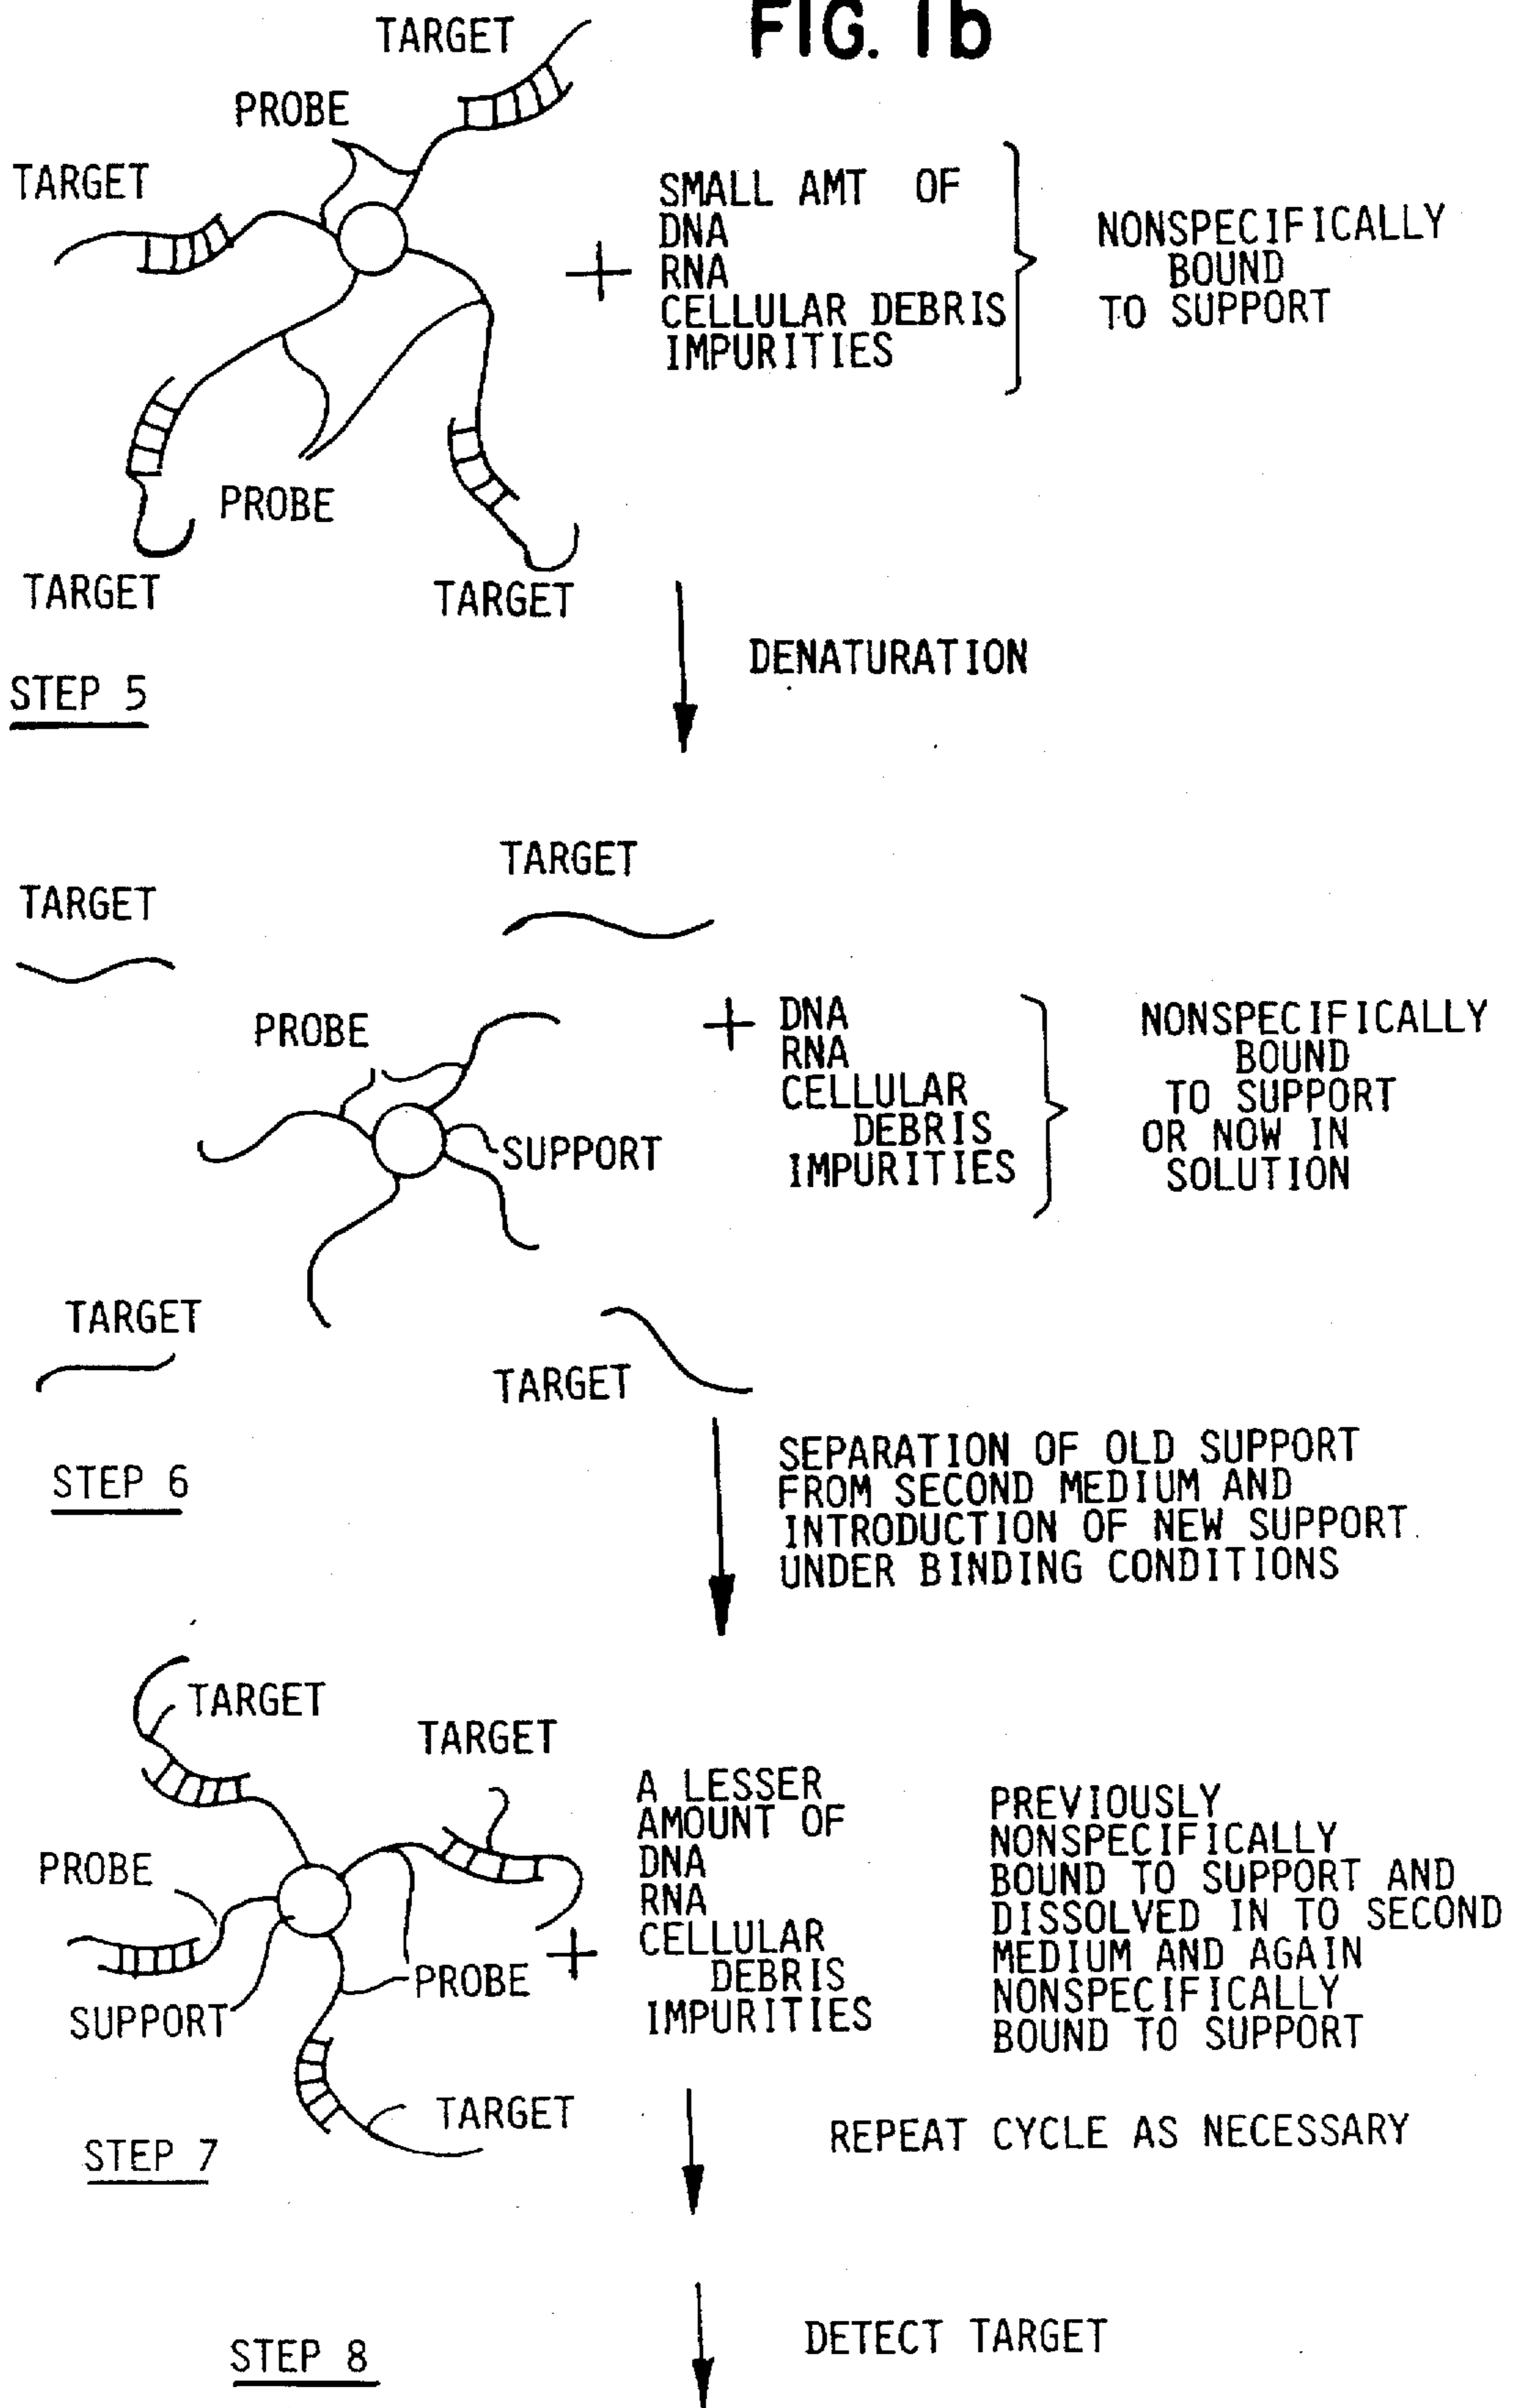 FIG. 1b
TARGET
PROBE
TARGET
SMALL AMT OF
DNA
RNA
CELLULAR DEBRIS
IMPURITIES
NONSPECIFICALLY
BOUND
TO SUPPORT
+
PROBE
TARGET
TARGET
DENATURATION
STEP 5
TARGET
TARGET
PROBE
SUPPORT
+
DNA
RNA
CELLULAR
DEBRIS
IMPURITIES
NONSPECIFICALLY
BOUND
TO SUPPORT
OR NOW IN
SOLUTION
TARGET
TARGET
STEP 6
SEPARATION OF OLD SUPPORT
FROM SECOND MEDIUM AND
INTRODUCTION OF NEW SUPPORT
UNDER BINDING CONDITIONS
TARGET
TARGET
PROBE
SUPPORT
PROBE
+
A LESSER
AMOUNT OF
DNA
RNA
CELLULAR
DEBRIS
IMPURITIES
PREVIOUSLY
NONSPECIFICALLY
BOUND TO SUPPORT AND
DISSOLVED IN TO SECOND
MEDIUM AND AGAIN
NONSPECIFICALLY
BOUND TO SUPPORT
TARGET
STEP 7
REPEAT CYCLE AS NECESSARY
STEP 8
DETECT TARGET